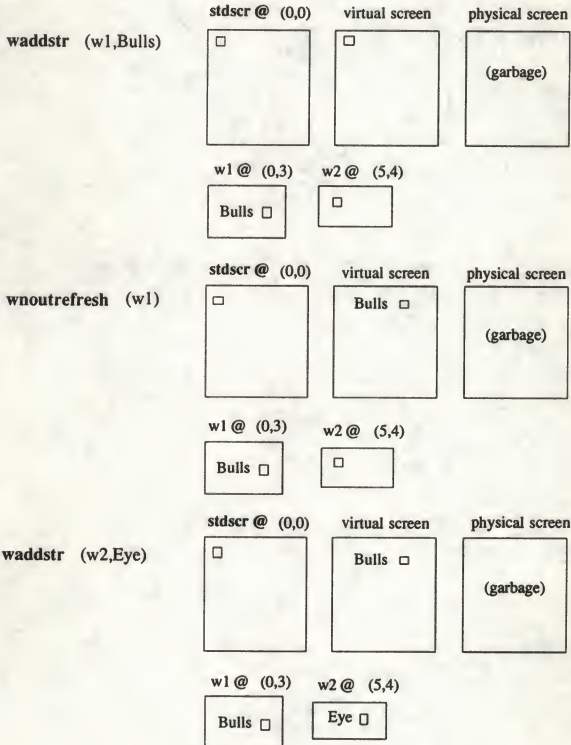 stdscr @ (0,0) virtual screen physical screen
waddstr (w1,Bulls)
(garbage)
w1 @ (0,3) w2 @ (5,4)
Bulls
stdscr @ (0,0) virtual screen physical screen
wnoutrefresh (w1)
Bulls
(garbage)
w1 @ (0,3) w2 @ (5,4)
Bulls
stdscr @ (0,0) virtual screen physical screen
waddstr (w2,Eye)
Bulls
(garbage)
w1 @ (0,3) w2 @ (5,4)
Bulls Eye